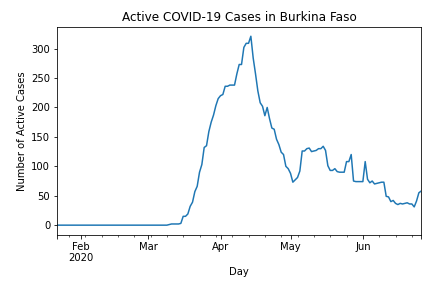 Active COVID-19 Cases in Burkina Faso
Number of Active Cases
300
250
200
150
100
50
0
Feb Mar Apr May Jun
2020
Day